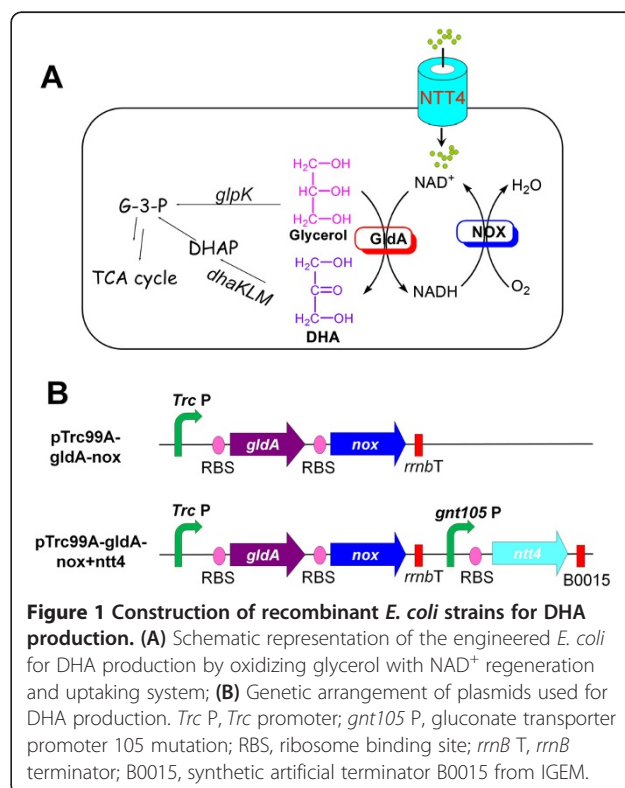 A
NTT4
H₂C—OH
HC—OH
H₂C—OH
Glycerol
glpK
G-3-P
DHAP
TCA cycle
dhaKLM
H₂C—OH
C=O
H₂C—OH
DHA
GldA
NAD⁺
NADH
NOX
H₂O
O₂
B
pTrc99A-
gldA-nox
Trc P
RBS
gldA
RBS
nox
rrnbT
pTrc99A-gldA-
nox+ntt4
Trc P
RBS
gldA
RBS
nox
rrnbT
gnt105 P
RBS
ntt4
B0015
Figure 1 Construction of recombinant E. coli strains for DHA
production. (A) Schematic representation of the engineered E. coli
for DHA production by oxidizing glycerol with NAD⁺ regeneration
and uptaking system; (B) Genetic arrangement of plasmids used for
DHA production. Trc P, Trc promoter; gnt105 P, gluconate transporter
promoter 105 mutation; RBS, ribosome binding site; rrnB T, rrnB
terminator; B0015, synthetic artificial terminator B0015 from IGEM.